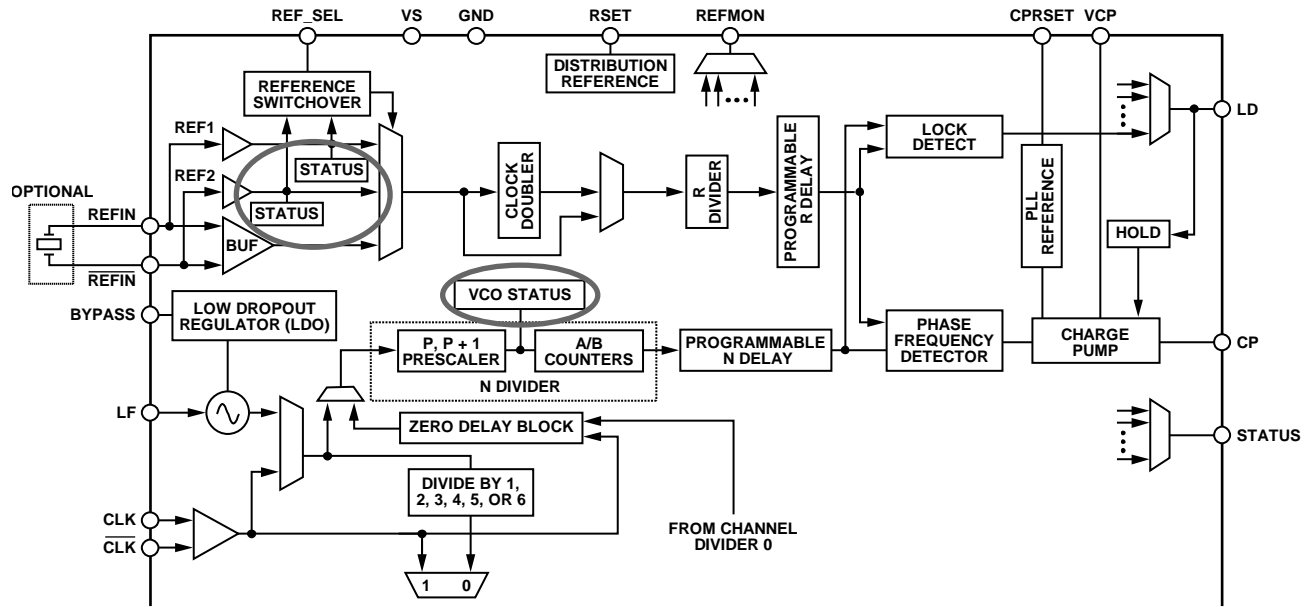 REF_SEL
VS
GND
RSET
REFMON
CPRSET
VCP
DISTRIBUTION
REFERENCE
REFERENCE
SWITCHOVER
REF1
STATUS
REF2
STATUS
OPTIONAL
REFIN
REFIN
BUF
CLOCK
DOUBLER
R
DIVIDER
PROGRAMMABLE
R DELAY
LOCK
DETECT
LD
PLL
REFERENCE
HOLD
BYPASS
LOW DROPOUT
REGULATOR (LDO)
VCO STATUS
P, P + 1
PRESCALER
A/B
COUNTERS
N DIVIDER
PROGRAMMABLE
N DELAY
PHASE
FREQUENCY
DETECTOR
CHARGE
PUMP
CP
LF
ZERO DELAY BLOCK
STATUS
DIVIDE BY 1,
2, 3, 4, 5, OR 6
CLK
CLK
FROM CHANNEL
DIVIDER 0
1 0